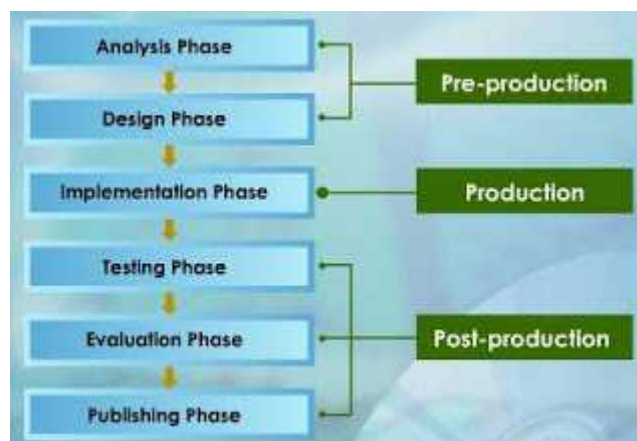 Analysis Phase
Pre-production
Design Phase
Implementation Phase
Production
Testing Phase
Evaluation Phase
Post-production
Publishing Phase